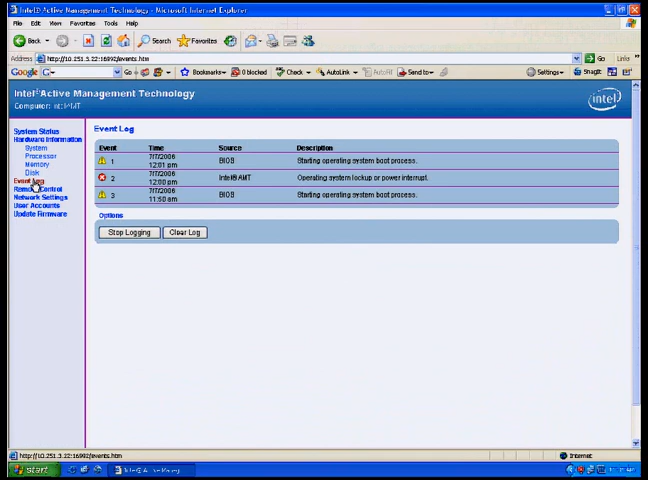 Intel® Active Management Technology - Microsoft Internet Explorer
File Edit View Favorites Tools Help
Back Search Favorites
Address http://10.251.3.22:16992/events.htm Go Links
Google G Go Bookmarks 0 blocked Check AutoLink AutoFill Send to Settings SnagIt
Intel® Active Management Technology
Computer: intelAMT
intel
System Status
Hardware Information
System
Processor
Memory
Disk
Event Log
Remote Control
Network Settings
User Accounts
Update Firmware
Event Log
Event Time Source Description
1 7/7/2006 12:01 pm BIOS Starting operating system boot process.
2 7/7/2006 12:00 pm Intel® AMT Operating system lockup or power interrupt.
3 7/7/2006 11:50 am BIOS Starting operating system boot process.
Options
Stop Logging Clear Log
http://10.251.3.22:16992/events.htm Internet
start